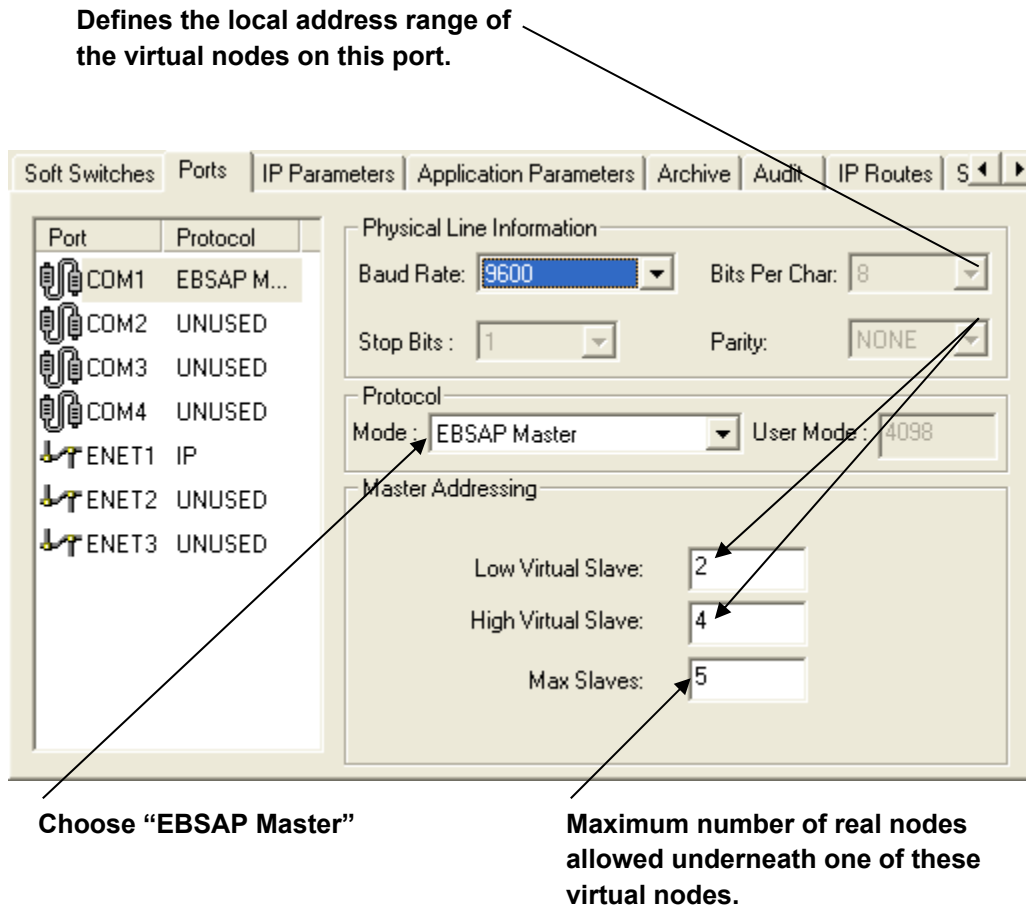 Defines the local address range of
the virtual nodes on this port.
Soft Switches Ports IP Parameters Application Parameters Archive Audit IP Routes S
Port Protocol
COM1 EBSAP M...
COM2 UNUSED
COM3 UNUSED
COM4 UNUSED
ENET1 IP
ENET2 UNUSED
ENET3 UNUSED
Physical Line Information
Baud Rate: 9600 Bits Per Char: 8
Stop Bits : 1 Parity: NONE
Protocol
Mode : EBSAP Master User Mode : 4098
Master Addressing
Low Virtual Slave: 2
High Virtual Slave: 4
Max Slaves: 5
Choose “EBSAP Master”
Maximum number of real nodes
allowed underneath one of these
virtual nodes.